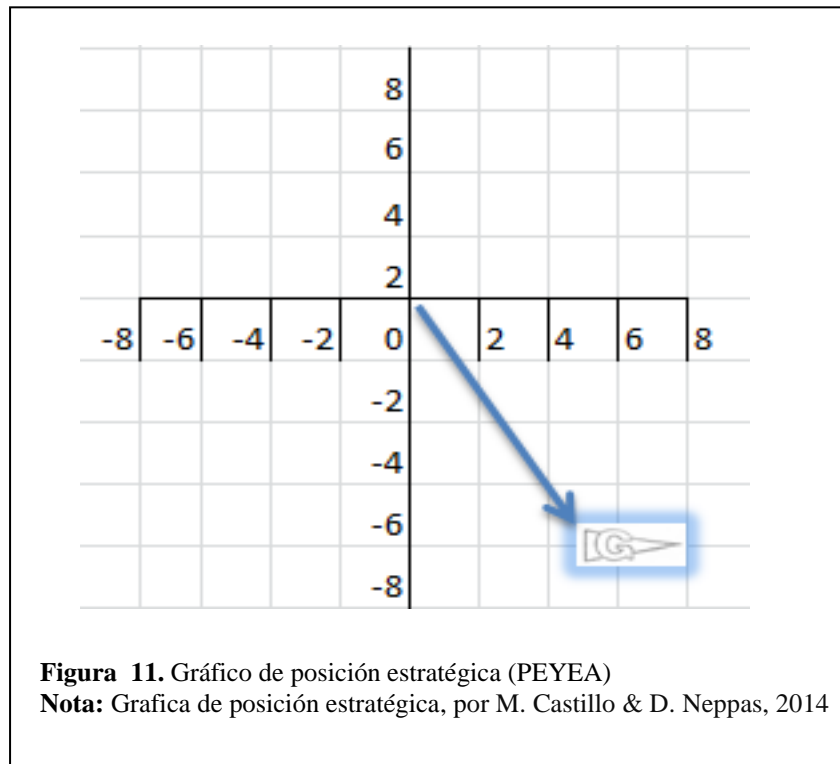 8
6
4
2
-8 -6 -4 -2 0 2 4 6 8
-2
-4
-6
-8
Figura 11. Gráfico de posición estratégica (PEYEA)
Nota: Grafica de posición estratégica, por M. Castillo & D. Neppas, 2014